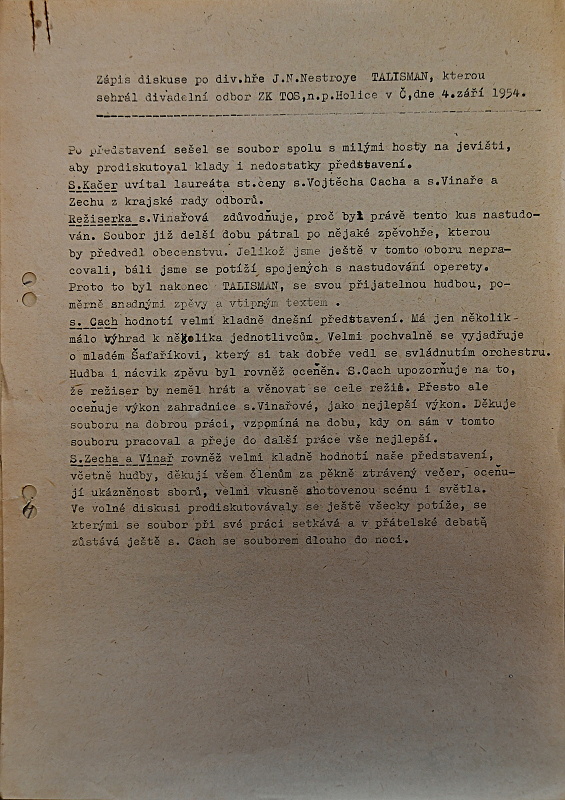 Zápis diskuse po div.hře J.N.Nestroye TALISMAN, kterou
sehrál divadelní odbor ZK TOS,n.p.Holice v Č,dne 4.září 1954.
Po představení sešel se soubor spolu s milými hosty na jevišti,
aby prodiskutoval klady i nedostatky představení.
S.Kačer uvítal laureáta st.ceny s.Vojtěcha Cacha a s.Vinaře a
Zechu z krajské rady odborů.
Režiserka s.Vinařová zdůvodňuje, proč byl právě tento kus nastudo-
ván. Soubor již delší dobu pátral po nějaké zpěvohře, kterou
by předvedl obecenstvu. Jelikož jsme ještě v tomto oboru nepra-
covali, báli jsme se potíží spojených s nastudování operety.
Proto to byl nakonec TALISMAN, se svou přijatelnou hudbou, po-
měrně snadnými zpěvy a vtipným textem .
s. Cach hodnotí velmi kladně dnešní představení. Má jen několik-
málo výhrad k několika jednotlivcům. Velmi pochvalně se vyjadřuje
o mladém Šafaříkovi, který si tak dobře vedl se svládnutím orchestru.
Hudba i nácvik zpěvu byl rovněž oceněn. S.Cach upozorňuje na to,
že režiser by neměl hrát a věnovat se cele režii. Přesto ale
oceňuje výkon zahradnice s.Vinařové, jako nejlepší výkon. Děkuje
souboru na dobrou práci, vzpomíná na dobu, kdy on sám v tomto
souboru pracoval a přeje do další práce vše nejlepší.
S.Zecha a Vinař rovněž velmi kladně hodnotí naše představení,
včetně hudby, děkují všem členům za pěkně ztrávený večer, oceňu-
jí ukázněnost sborů, velmi vkusně zhotovenou scénu i světla.
Ve volné diskusi prodiskutovávaly se ještě všecky potíže, se
kterými se soubor při své práci setkává a v přátelské debatě
zůstává ještě s. Cach se souborem dlouho do noci.